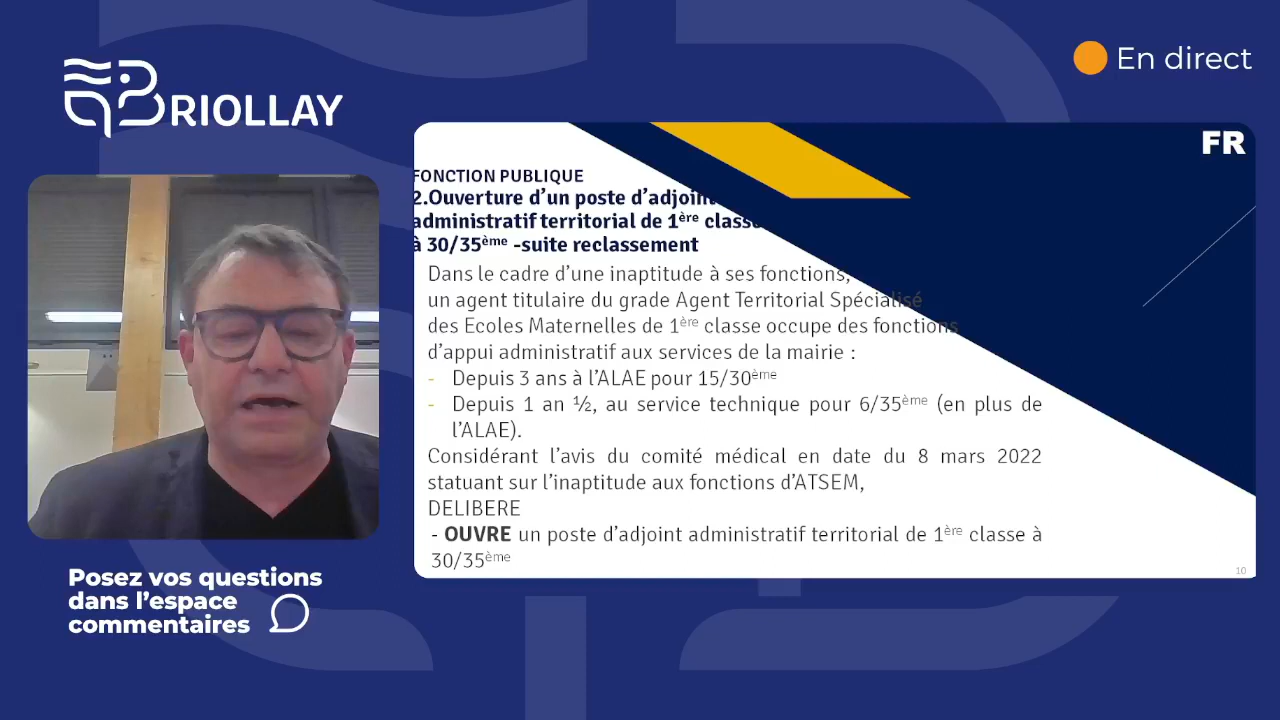 BRIOLLAY
En direct
FR
FONCTION PUBLIQUE
2.Ouverture d'un poste d'adjoint
administratif territorial de 1ère classe
à 30/35ème -suite reclassement
Dans le cadre d'une inaptitude à ses fonctions,
un agent titulaire du grade Agent Territorial Spécialisé
des Ecoles Maternelles de 1ère classe occupe des fonctions
d'appui administratif aux services de la mairie :
- Depuis 3 ans à l'ALAE pour 15/30ème
- Depuis 1 an ½, au service technique pour 6/35ème (en plus de
l'ALAE).
Considérant l'avis du comité médical en date du 8 mars 2022
statuant sur l'inaptitude aux fonctions d'ATSEM,
DELIBERE
- OUVRE un poste d'adjoint administratif territorial de 1ère classe à
30/35ème
10
Posez vos questions
dans l'espace
commentaires